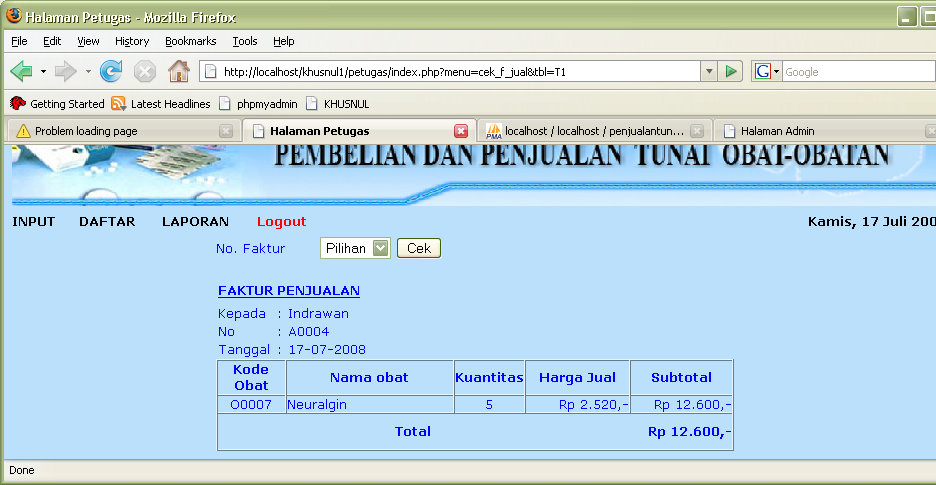 Halaman Petugas - Mozilla Firefox
File Edit View History Bookmarks Tools Help
http://localhost/khusnul1/petugas/index.php?menu=cek_f_jual&tbl=T1 G Google
Getting Started Latest Headlines phpmyadmin KHUSNUL
Problem loading page Halaman Petugas PMA localhost / localhost / penjualantun... Halaman Admin
PEMBELIAN DAN PENJUALAN TUNAI OBAT-OBATAN
INPUT DAFTAR LAPORAN Logout Kamis, 17 Juli 200
No. Faktur Pilihan Cek
FAKTUR PENJUALAN
Kepada : Indrawan
No : A0004
Tanggal : 17-07-2008
Kode Obat Nama obat Kuantitas Harga Jual Subtotal
O0007 Neuralgin 5 Rp 2.520,- Rp 12.600,-
Total Rp 12.600,-
Done